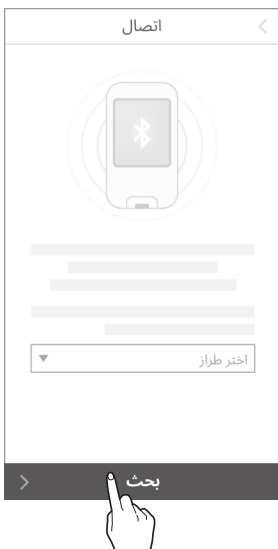 اتصال
اختر طراز
بحث